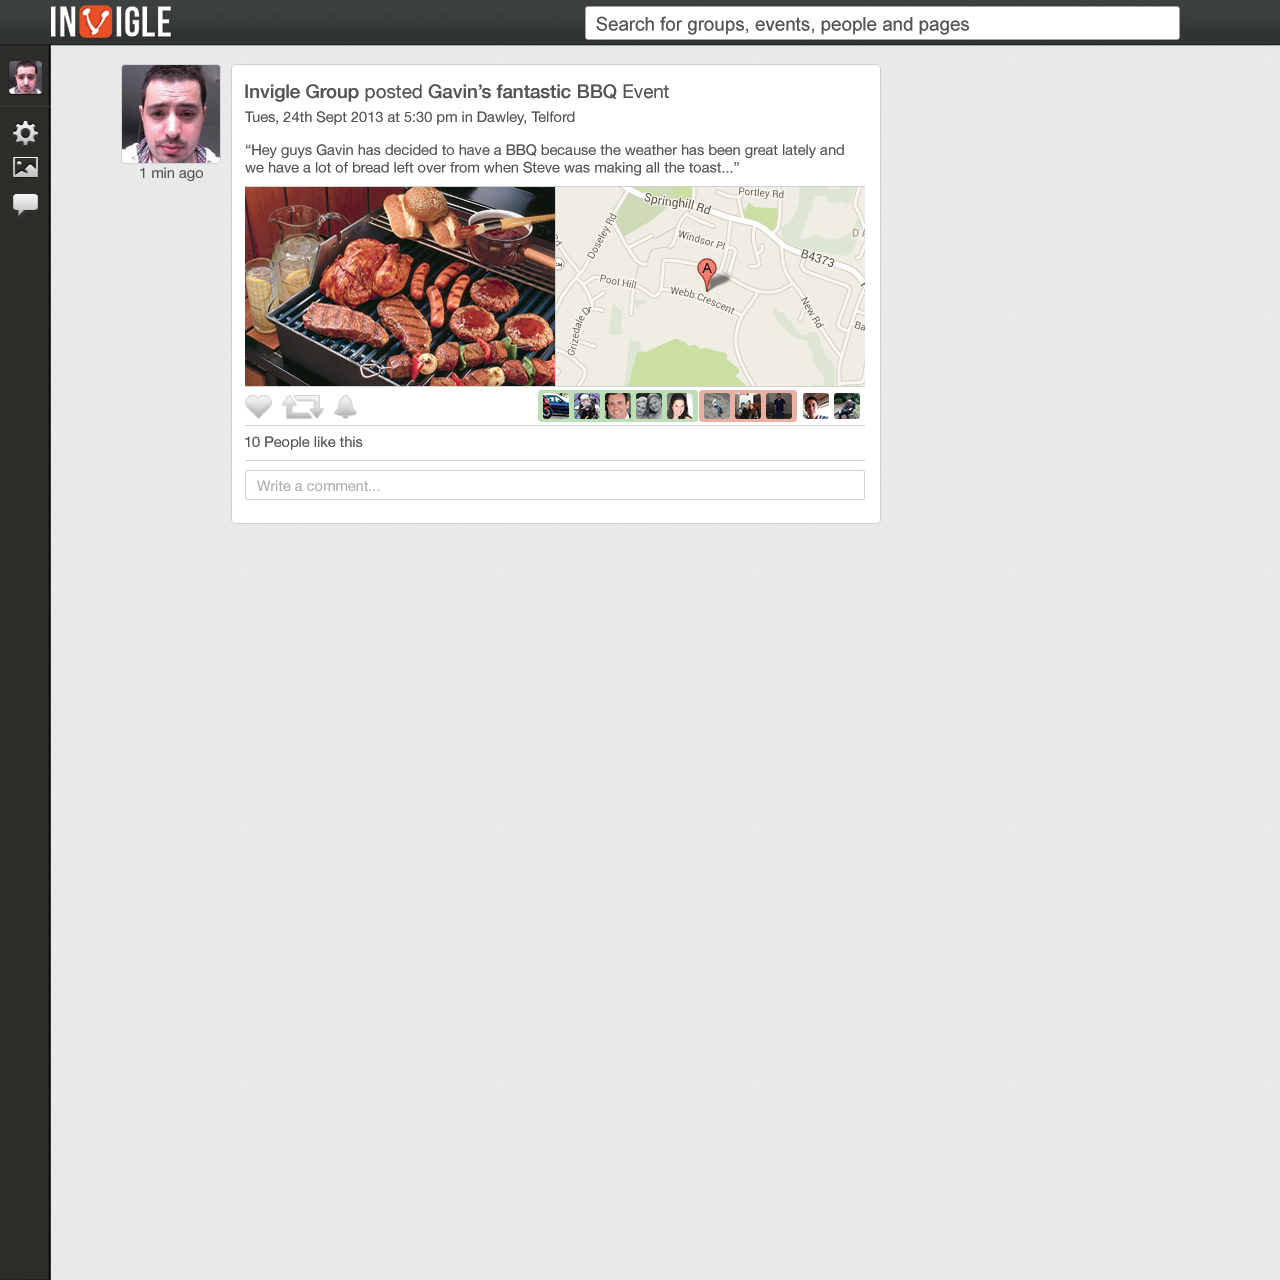 INVIGLE
Search for groups, events, people and pages
Invigle Group posted Gavin’s fantastic BBQ Event
Tues, 24th Sept 2013 at 5:30 pm in Dawley, Telford
“Hey guys Gavin has decided to have a BBQ because the weather has been great lately and
we have a lot of bread left over from when Steve was making all the toast...”
1 min ago
Portley Rd
Springhill Rd
Doseley Rd
Windsor Pl
D A
B4373
A
Pool Hill
Webb Crescent
New Rd
Grizedale D
Ba
10 People like this
Write a comment...